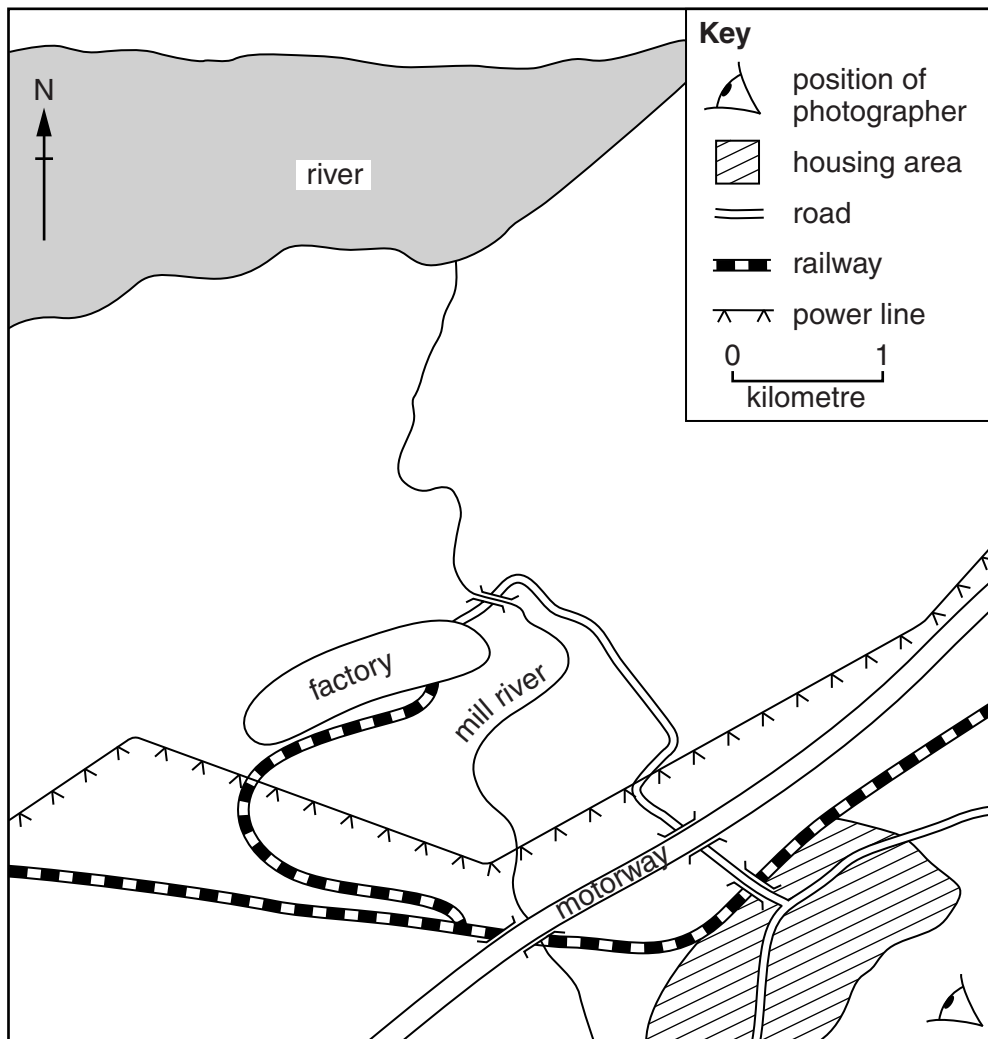 Key
position of
photographer
housing area
road
railway
power line
0 1
kilometre
N
river
factory
mill river
motorway